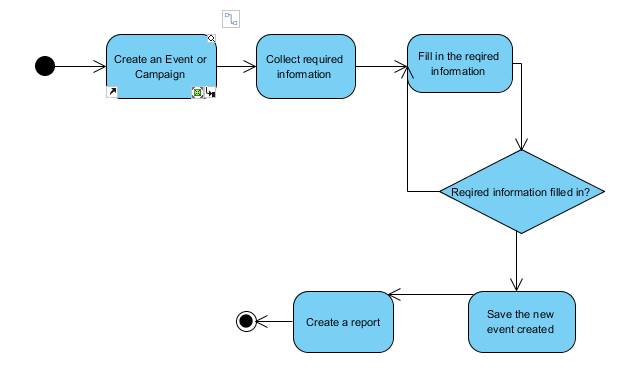 Create an Event or
Campaign
Collect required
information
Fill in the reqired
information
Reqired information filled in?
Save the new
event created
Create a report